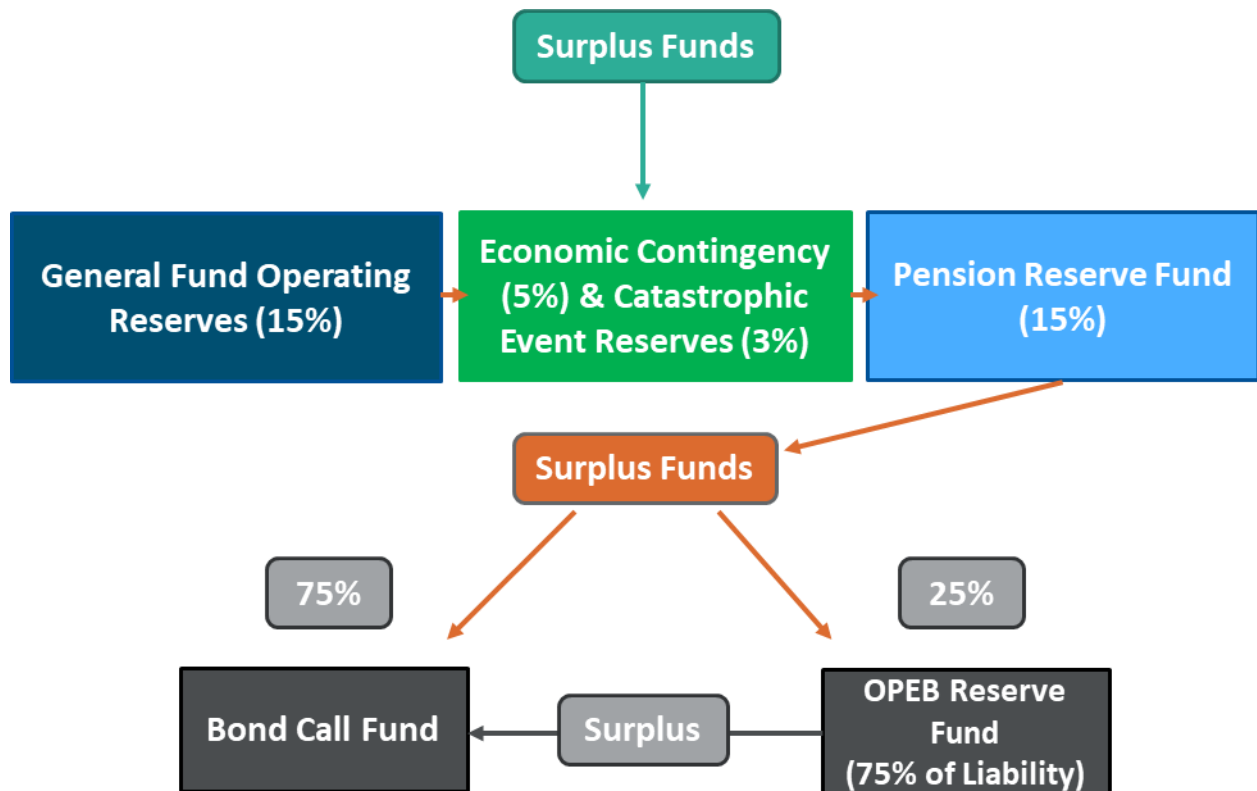 Surplus Funds
General Fund Operating
Reserves (15%)
Economic Contingency
(5%) & Catastrophic
Event Reserves (3%)
Pension Reserve Fund
(15%)
Surplus Funds
75%
25%
Bond Call Fund
Surplus
OPEB Reserve
Fund
(75% of Liability)